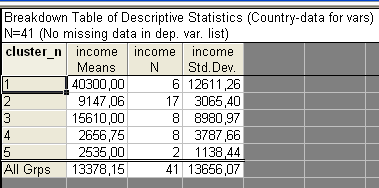 Breakdown Table of Descriptive Statistics (Country-data for vars)
N=41 (No missing data in dep. var. list)
cluster_n income income income
Means N Std.Dev.
1 40300,00 6 12611,26
2 9147,06 17 3065,40
3 15610,00 8 8980,97
4 2656,75 8 3787,66
5 2535,00 2 1138,44
All Grps 13378,15 41 13656,07